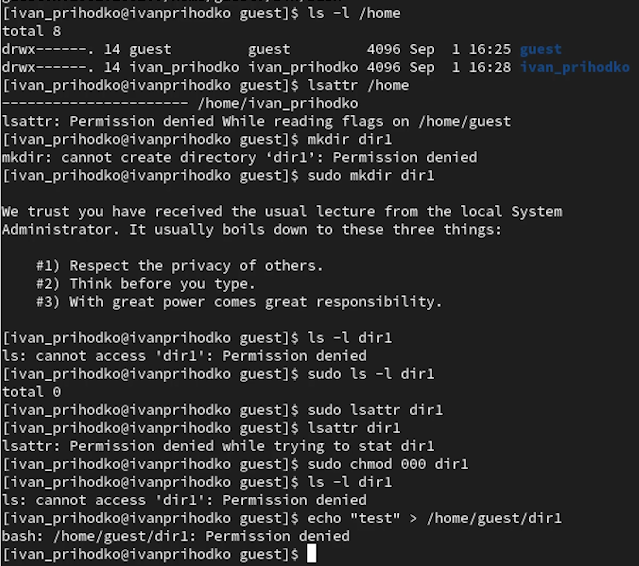 [ivan_prihodko@ivanprihodko guest]$ ls -l /home
total 8
drwx------. 14 guest         guest         4096 Sep  1 16:25 guest
drwx------. 14 ivan_prihodko ivan_prihodko 4096 Sep  1 16:28 ivan_prihodko
[ivan_prihodko@ivanprihodko guest]$ lsattr /home
---------------------- /home/ivan_prihodko
lsattr: Permission denied While reading flags on /home/guest
[ivan_prihodko@ivanprihodko guest]$ mkdir dir1
mkdir: cannot create directory ‘dir1’: Permission denied
[ivan_prihodko@ivanprihodko guest]$ sudo mkdir dir1

We trust you have received the usual lecture from the local System
Administrator. It usually boils down to these three things:

    #1) Respect the privacy of others.
    #2) Think before you type.
    #3) With great power comes great responsibility.

[ivan_prihodko@ivanprihodko guest]$ ls -l dir1
ls: cannot access 'dir1': Permission denied
[ivan_prihodko@ivanprihodko guest]$ sudo ls -l dir1
total 0
[ivan_prihodko@ivanprihodko guest]$ sudo lsattr dir1
[ivan_prihodko@ivanprihodko guest]$ lsattr dir1
lsattr: Permission denied while trying to stat dir1
[ivan_prihodko@ivanprihodko guest]$ sudo chmod 000 dir1
[ivan_prihodko@ivanprihodko guest]$ ls -l dir1
ls: cannot access 'dir1': Permission denied
[ivan_prihodko@ivanprihodko guest]$ echo "test" > /home/guest/dir1
bash: /home/guest/dir1: Permission denied
[ivan_prihodko@ivanprihodko guest]$